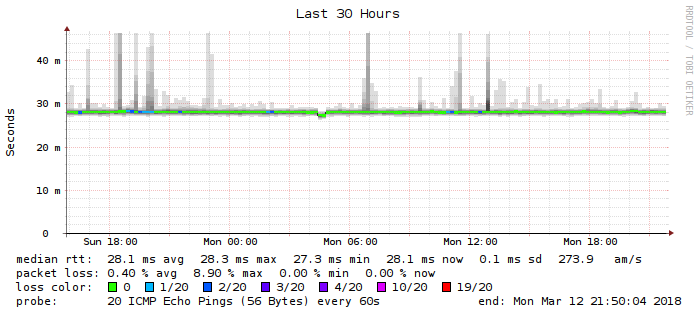 Last 30 Hours
RRDTOOL / TOBI OETIKER
Seconds
40 m
30 m
20 m
10 m
0
Sun 18:00 Mon 00:00 Mon 06:00 Mon 12:00 Mon 18:00
median rtt: 28.1 ms avg 28.3 ms max 27.3 ms min 28.1 ms now 0.1 ms sd 273.9 am/s
packet loss: 0.40 % avg 8.90 % max 0.00 % min 0.00 % now
loss color: 0 1/20 2/20 3/20 4/20 10/20 19/20
probe: 20 ICMP Echo Pings (56 Bytes) every 60s end: Mon Mar 12 21:50:04 2018